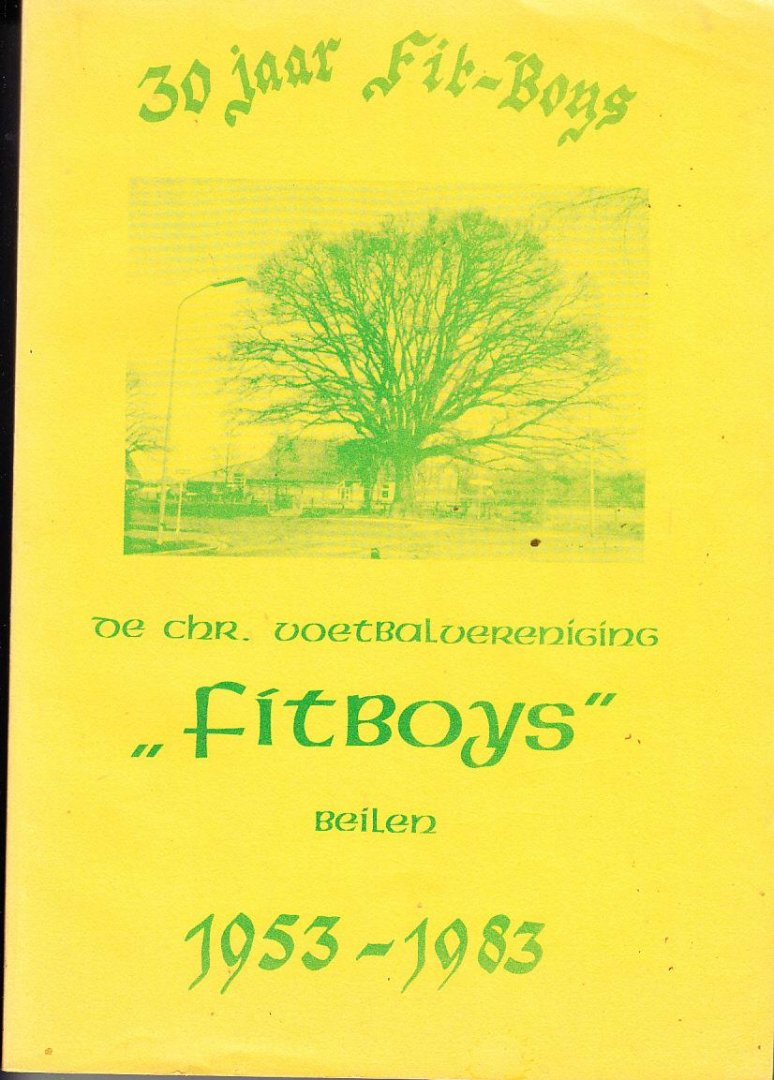 30 jaar Fit-Boys
de chr. voetbalvereniging
„fitboys”
beilen
1953-1983